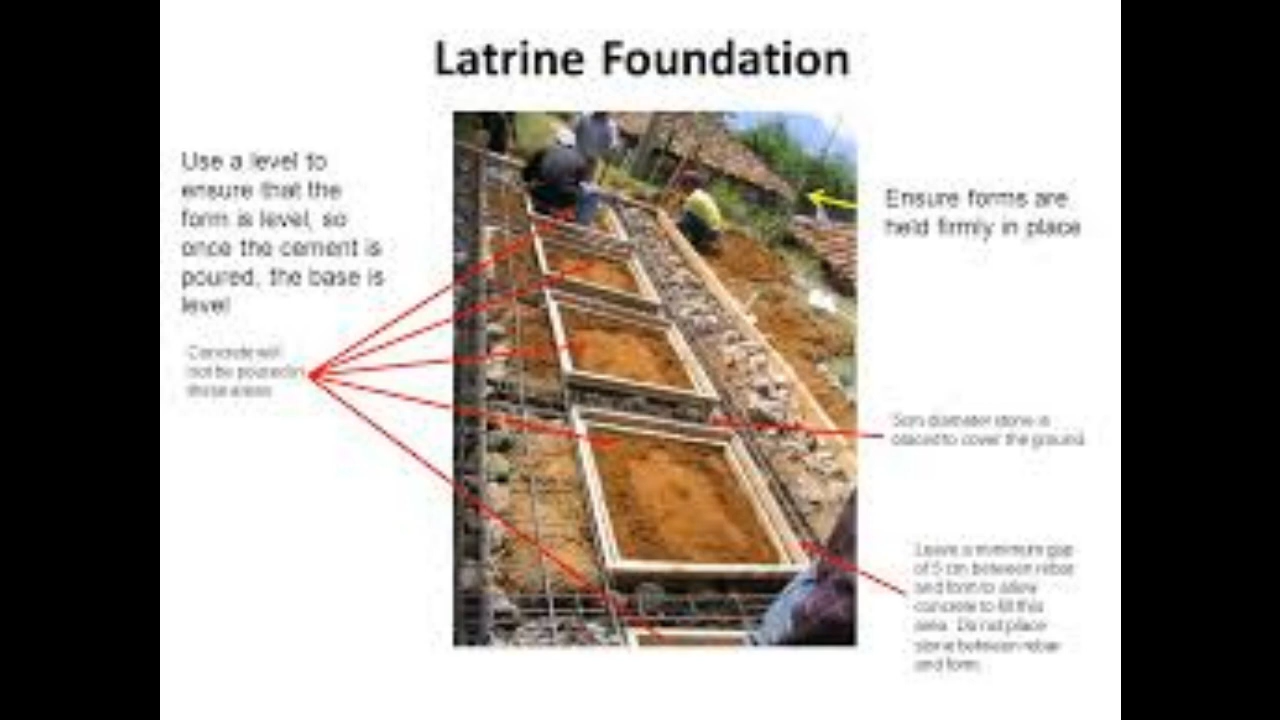 Latrine Foundation
Use a level to
ensure that the
form is level, so
once the cement is
poured, the base is
level
Ensure forms are
held firmly in place
Concrete will
not be poured in
these areas
5cm diameter stone is
placed to cover the ground
Leave a minimum gap
of 5 cm between rebar
and form to allow
concrete to fill this
area. Do not place
stone between rebar
and form.